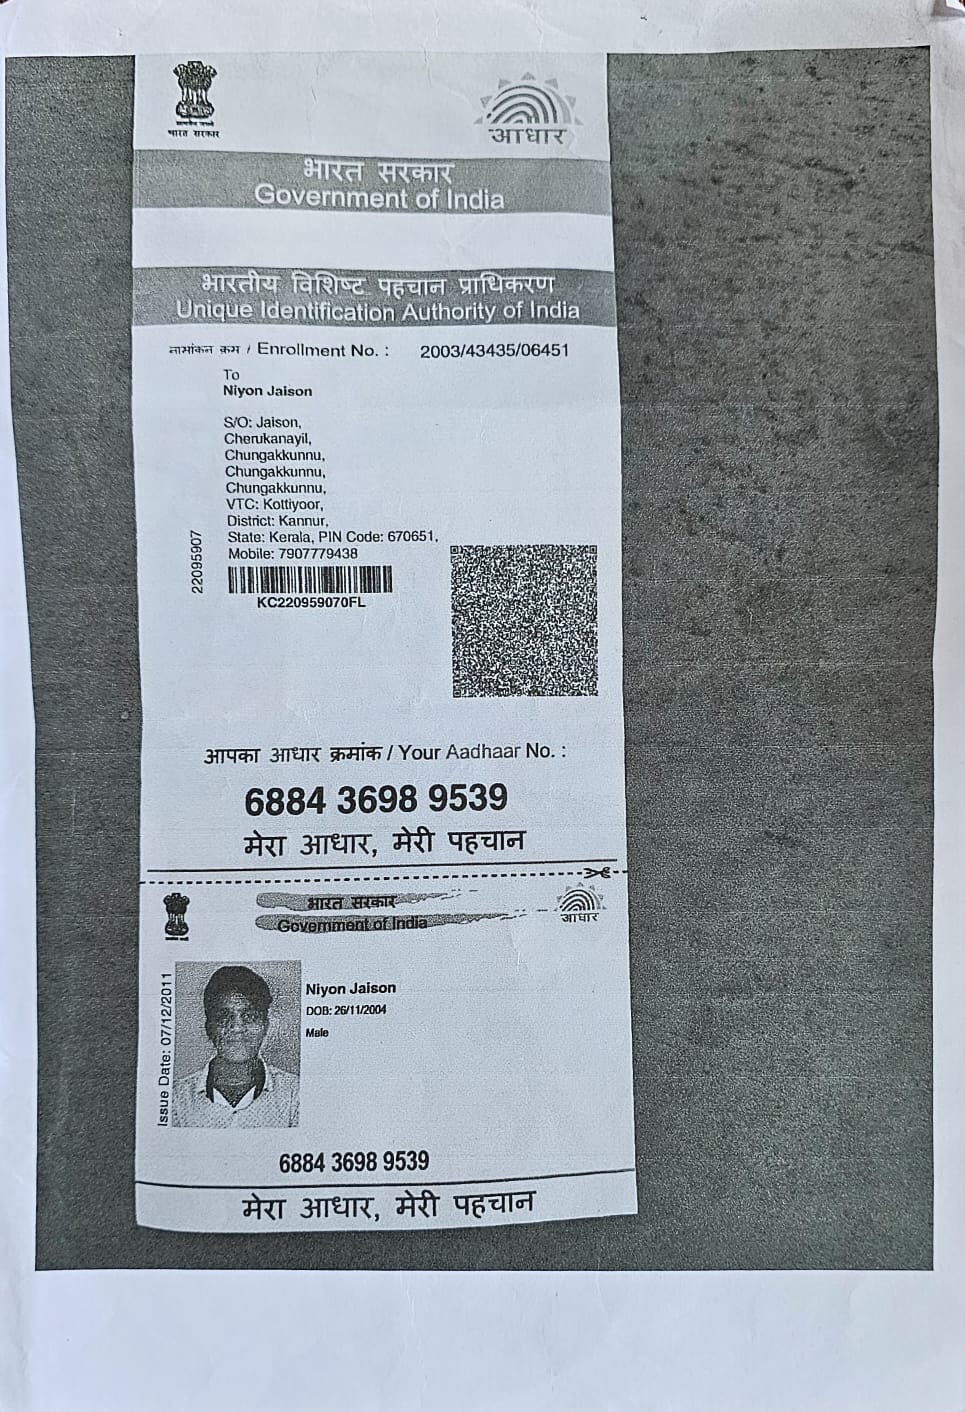 भारत सरकार
आधार
भारत सरकार
Government of India
भारतीय विशिष्ट पहचान प्राधिकरण
Unique Identification Authority of India
नामांकन क्रम / Enrollment No. : 2003/43435/06451
To
Niyon Jaison
S/O: Jaison,
Cherukanayil,
Chungakkunnu,
Chungakkunnu,
Chungakkunnu,
VTC: Kottiyoor,
District: Kannur,
State: Kerala, PIN Code: 670651,
Mobile: 7907779438
22095907
KC220959070FL
आपका आधार क्रमांक / Your Aadhaar No. :
6884 3698 9539
मेरा आधार, मेरी पहचान
भारत सरकार
Government of India
आधार
Issue Date: 07/12/2011
Niyon Jaison
DOB: 26/11/2004
Male
6884 3698 9539
मेरा आधार, मेरी पहचान